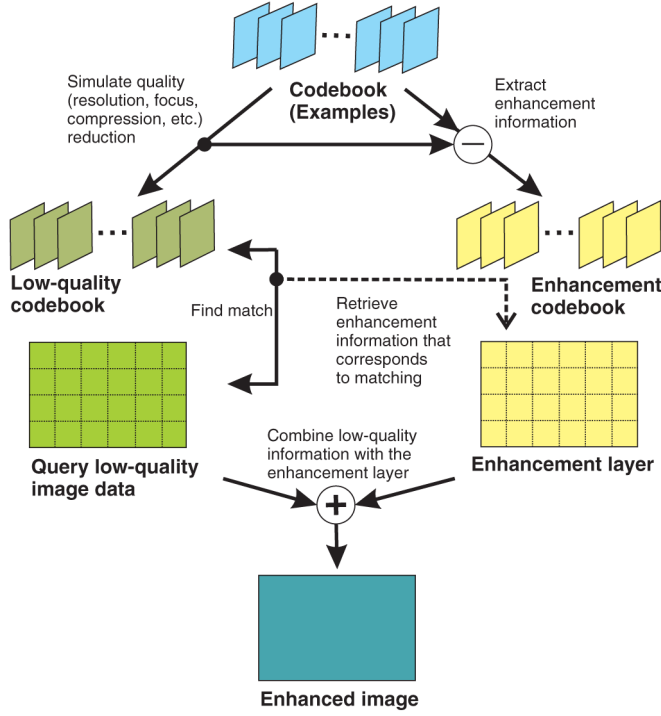 Codebook
(Examples)
Simulate quality
(resolution, focus,
compression, etc.)
reduction
Extract
enhancement
information
Low-quality
codebook
Enhancement
codebook
Find match
Retrieve
enhancement
information that
corresponds
to matching
Query low-quality
image data
Combine low-quality
information with the
enhancement layer
Enhancement layer
Enhanced image